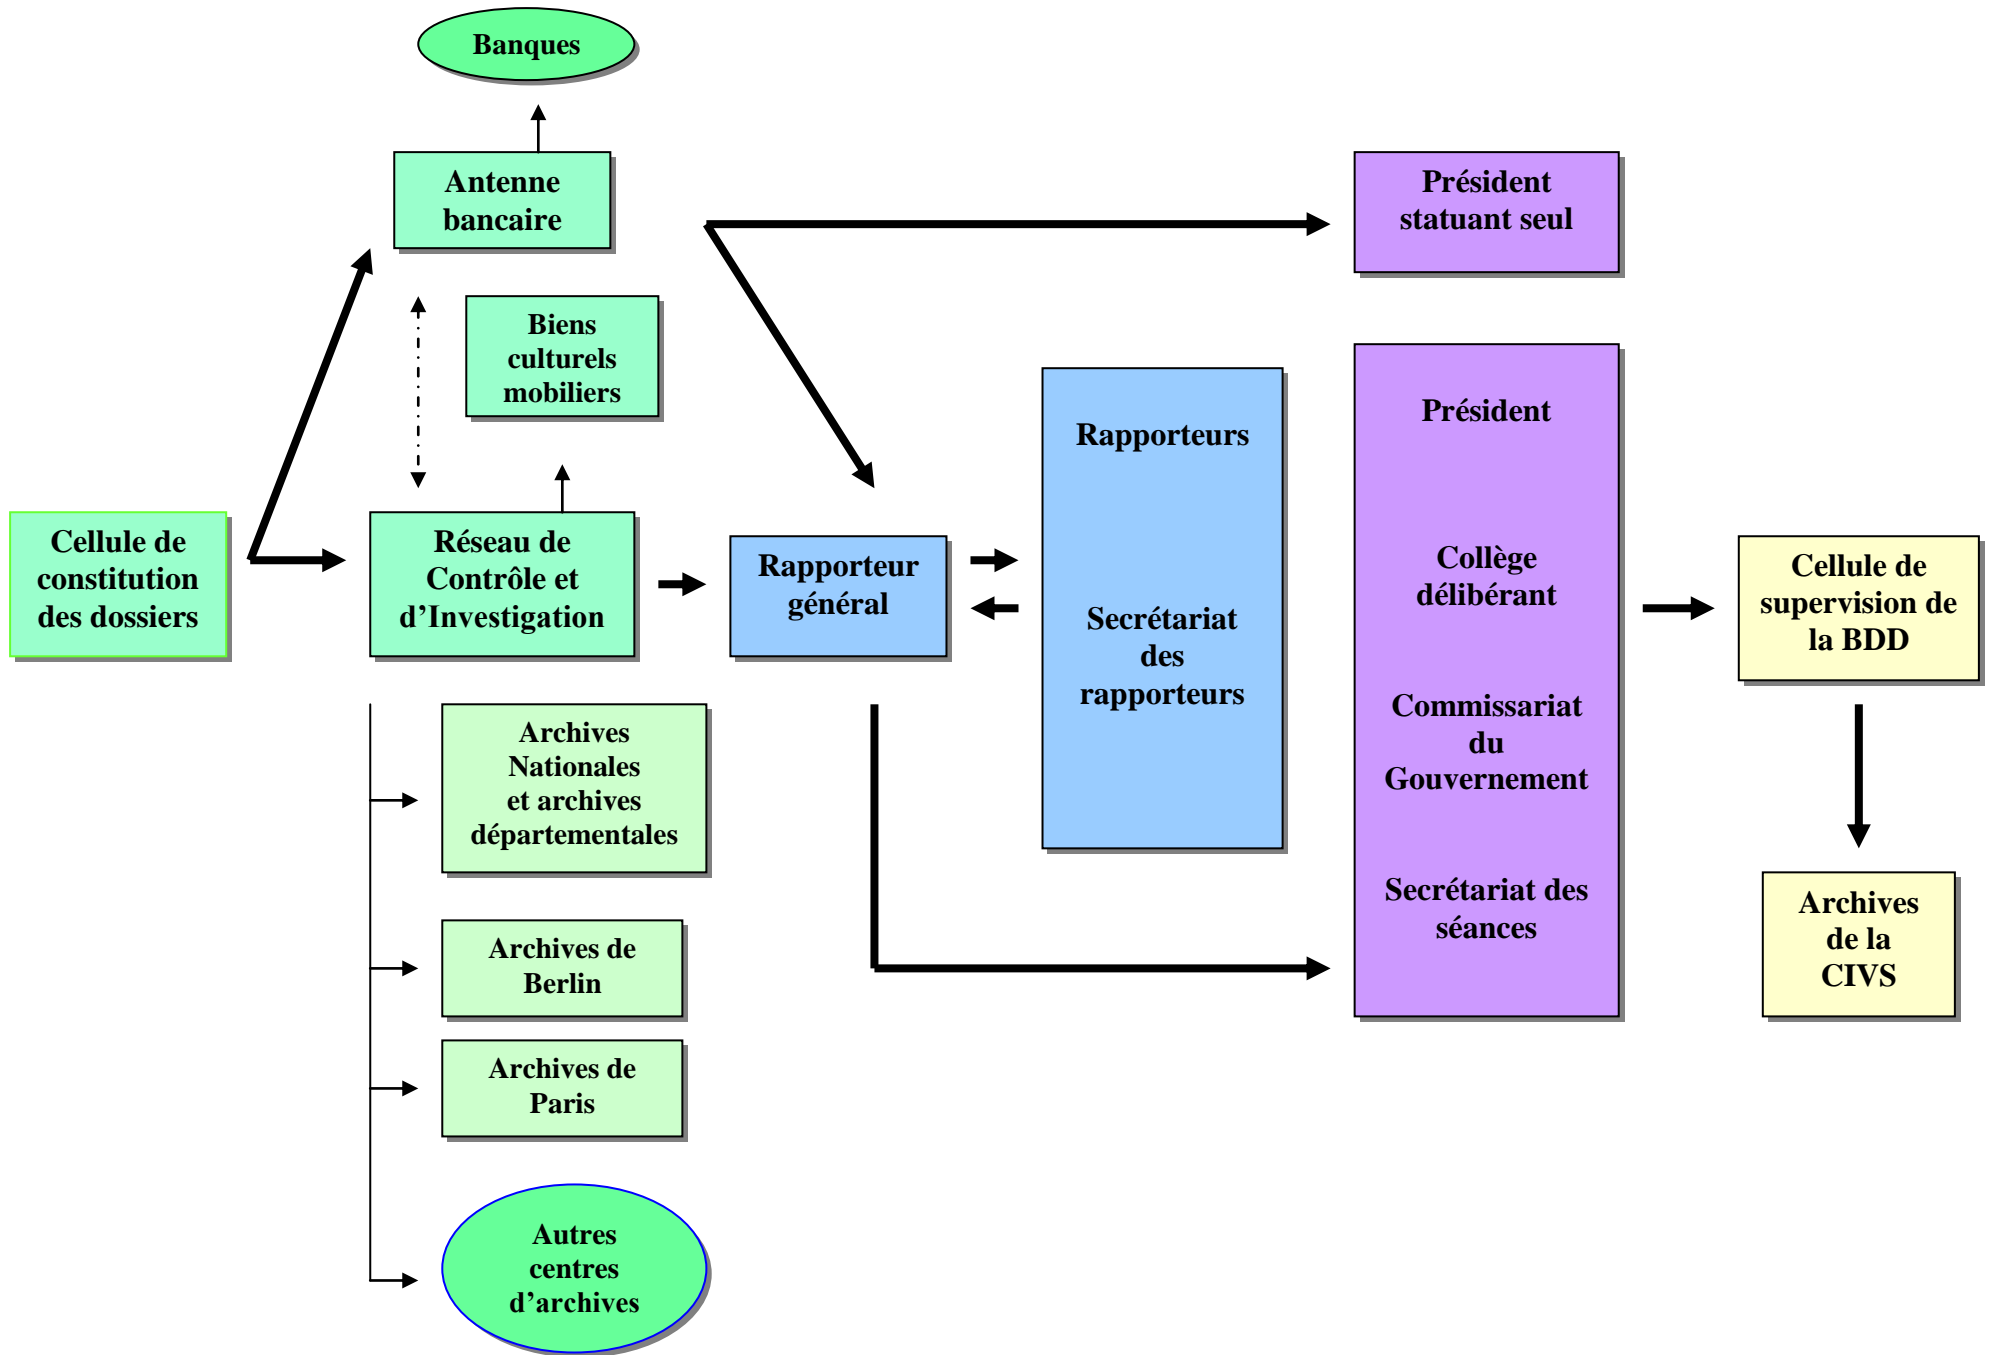 Banques
Antenne
bancaire
Président
statuant seul
Biens
culturels
mobiliers
Cellule de
constitution
des dossiers
Réseau de
Contrôle et
d’Investigation
Rapporteur
général
Rapporteurs
Secrétariat
des
rapporteurs
Président
Collège
délibérant
Commissariat
du
Gouvernement
Secrétariat des
séances
Cellule de
supervision de
la BDD
Archives
de la
CIVS
Archives
Nationales
et archives
départementales
Archives de
Berlin
Archives de
Paris
Autres
centres
d’archives